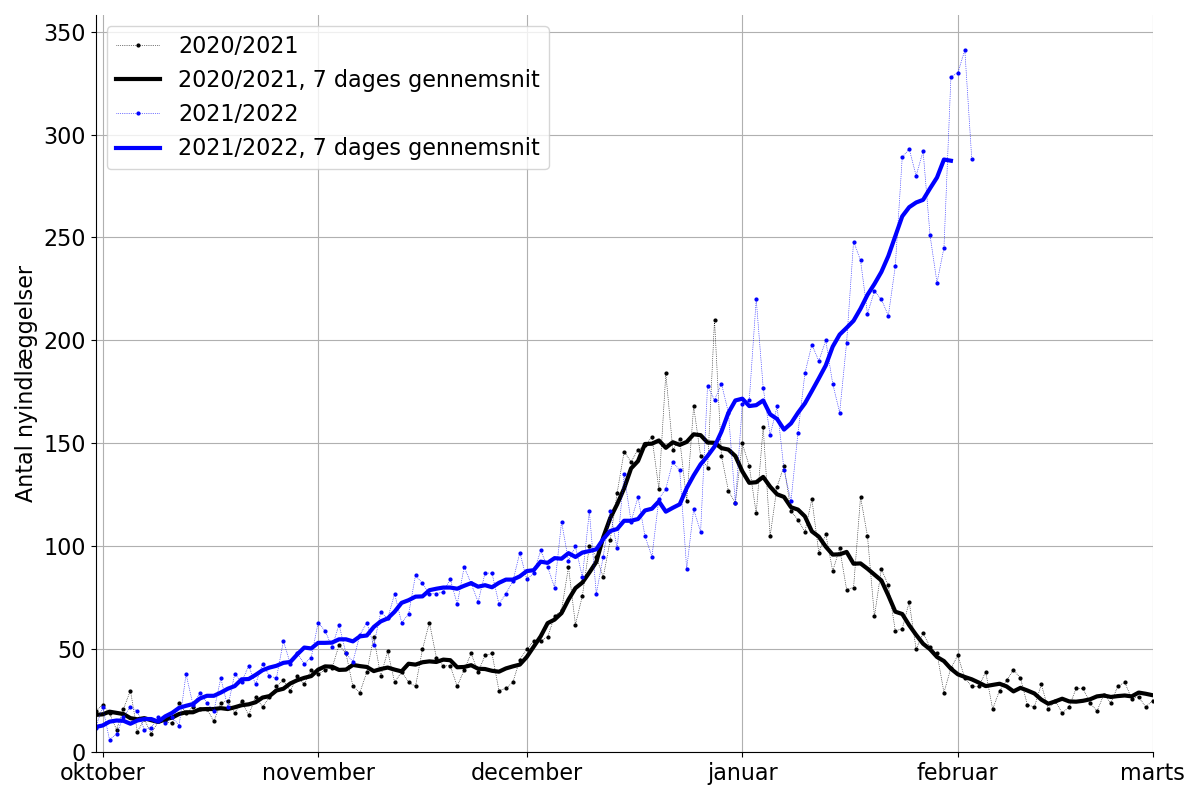 350
300
250
200
150
100
50
0
Antal nyindlæggelser
2020/2021
2020/2021, 7 dages gennemsnit
2021/2022
2021/2022, 7 dages gennemsnit
oktober november december januar februar marts